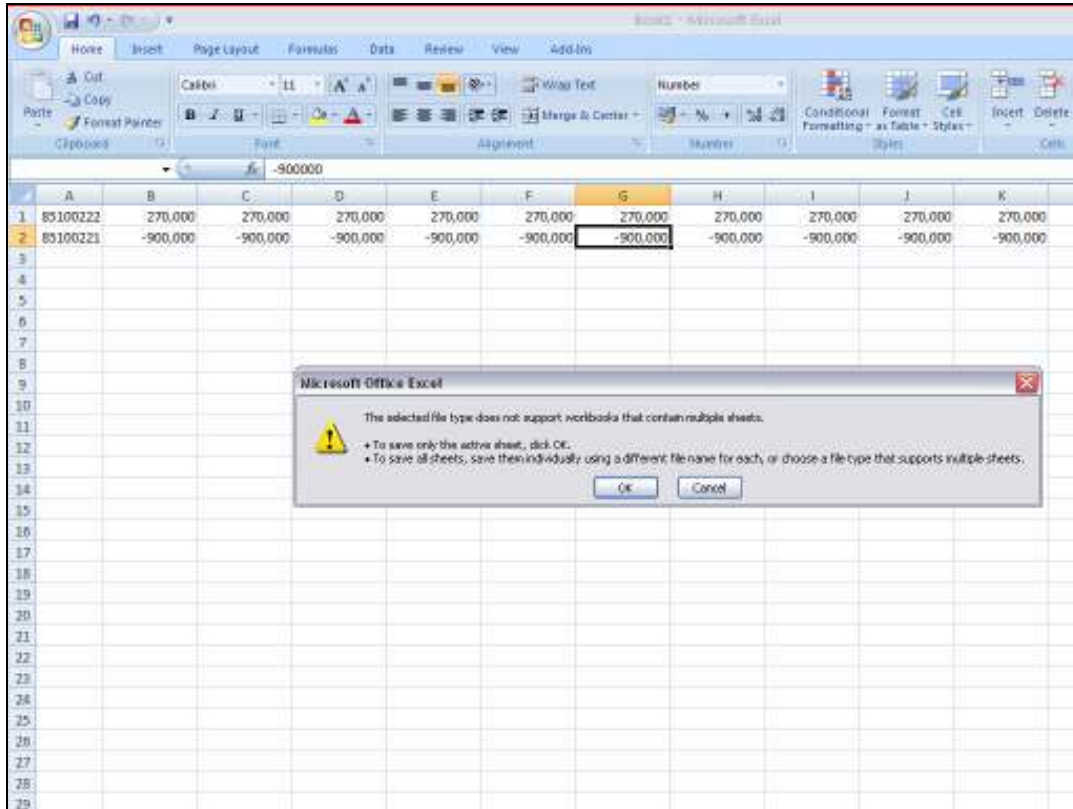 Book1 - Microsoft Excel
Home Insert Page Layout Formulas Data Review View Add-Ins
Paste
Cut
Copy
Format Painter
Clipboard
Calibri 11 A A
B I U A
Font
Wrap Text
Merge & Center
Alignment
Number
% ,
Number
Conditional Formatting
Format as Table
Cell Styles
Styles
Insert Delete
Cells
fx -900000
A B C D E F G H I J K
1 85100222 270,000 270,000 270,000 270,000 270,000 270,000 270,000 270,000 270,000 270,000
2 85100221 -900,000 -900,000 -900,000 -900,000 -900,000 -900,000 -900,000 -900,000 -900,000 -900,000
3
4
5
6
7
8
9
10
11
12
13
14
15
16
17
18
19
20
21
22
23
24
25
26
27
28
29
Microsoft Office Excel
The selected file type does not support workbooks that contain multiple sheets.
• To save only the active sheet, click OK.
• To save all sheets, save them individually using a different file name for each, or choose a file type that supports multiple sheets.
OK Cancel